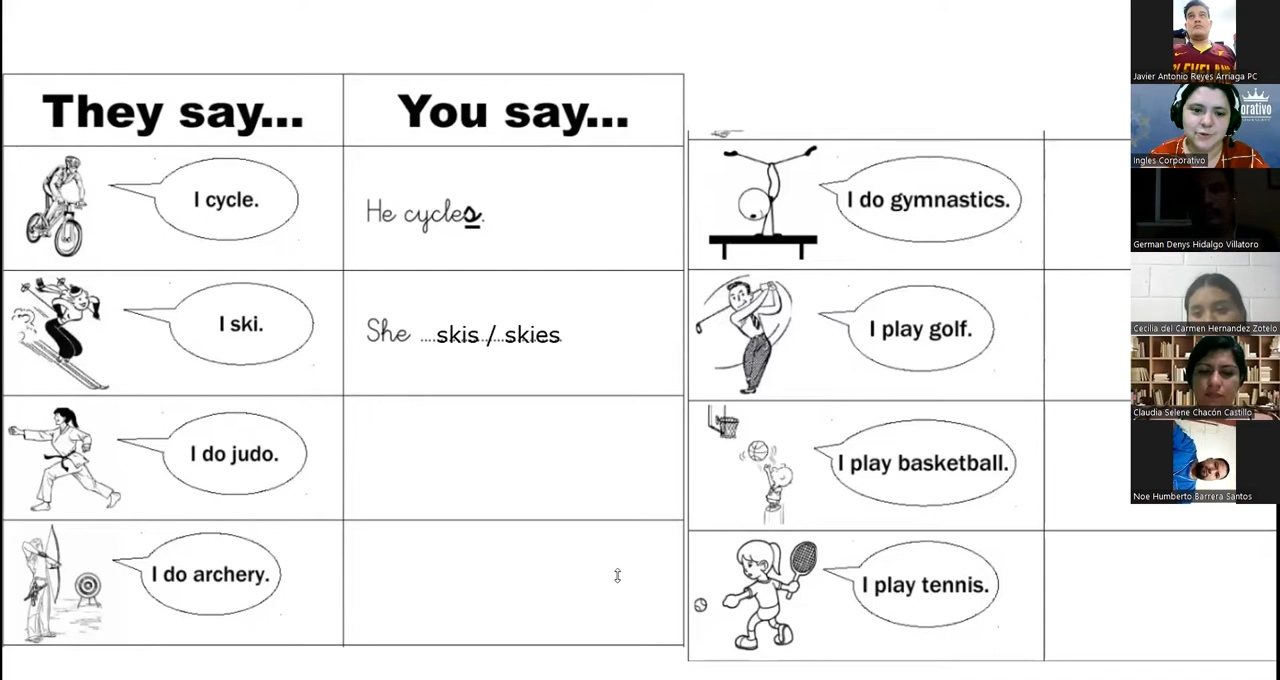 They say...
You say...
I cycle.
He cycles.
I ski.
She skis / skies
I do judo.
I do archery.
I do gymnastics.
I play golf.
I play basketball.
I play tennis.
CLEVELAND
Javier Antonio Reyes Arriaga PC
orativo
Ingles Corporativo
German Denys Hidalgo Villatoro
Cecilia del Carmen Hernandez Zotelo
Claudia Selene Chacón Castillo
Noe Humberto Barrera Santos